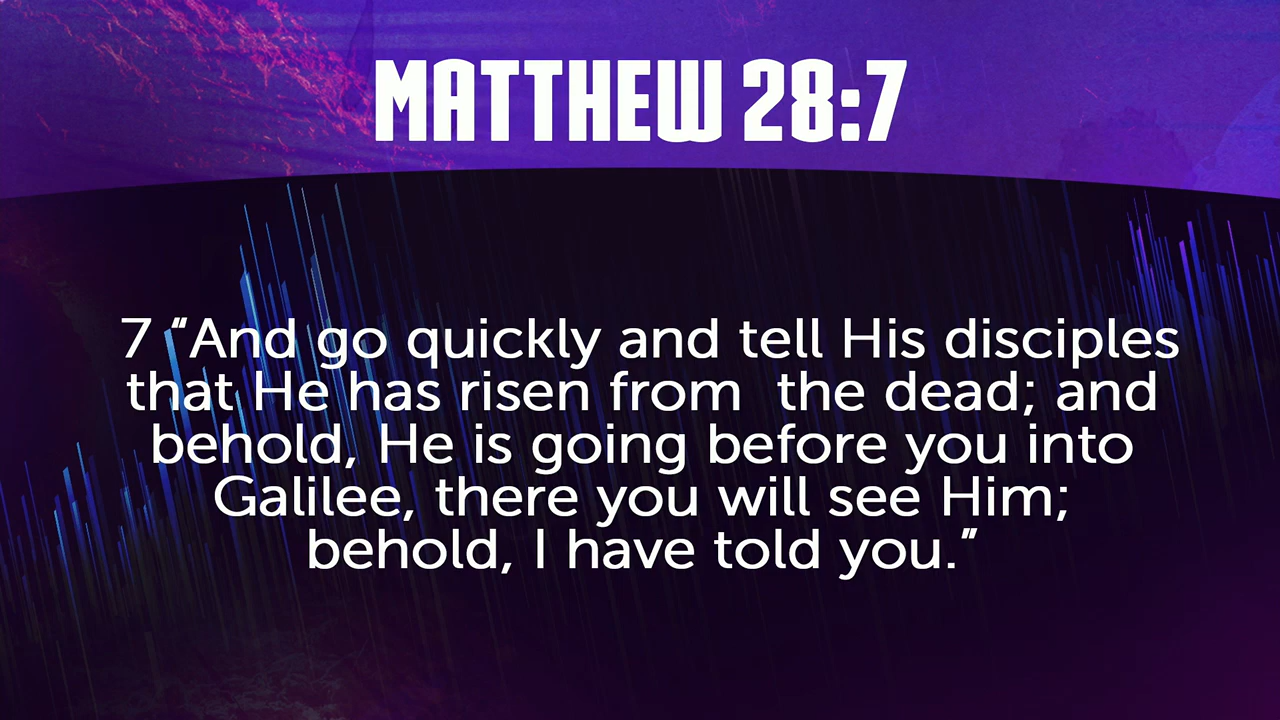 MATTHEW 28:7
7 “And go quickly and tell His disciples
that He has risen from  the dead; and
behold, He is going before you into
Galilee, there you will see Him;
behold, I have told you.”